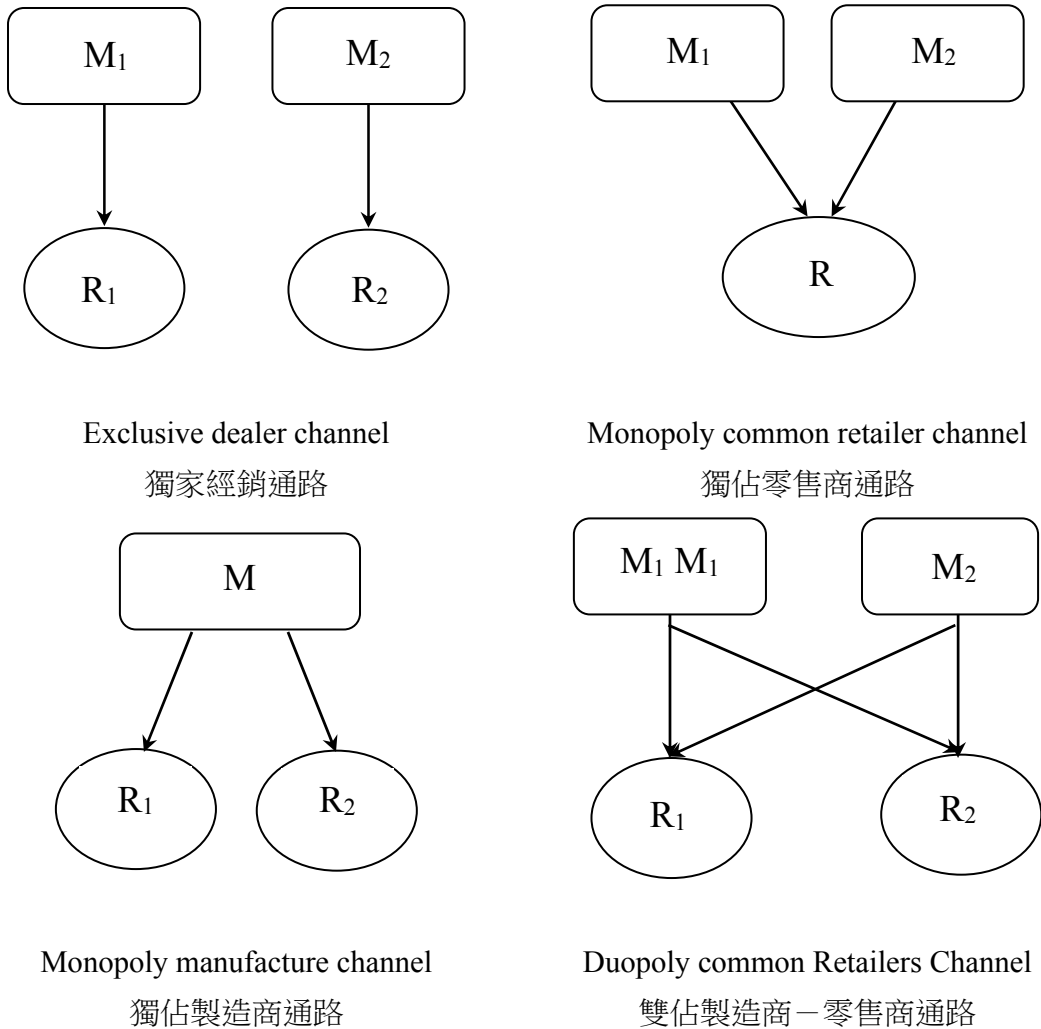 M₁ M₂
R₁ R₂
Exclusive dealer channel
獨家經銷通路
M₁ M₂
R
Monopoly common retailer channel
獨佔零售商通路
M
R₁ R₂
Monopoly manufacture channel
獨佔製造商通路
M₁ M₁ M₂
R₁ R₂
Duopoly common Retailers Channel
雙佔製造商－零售商通路